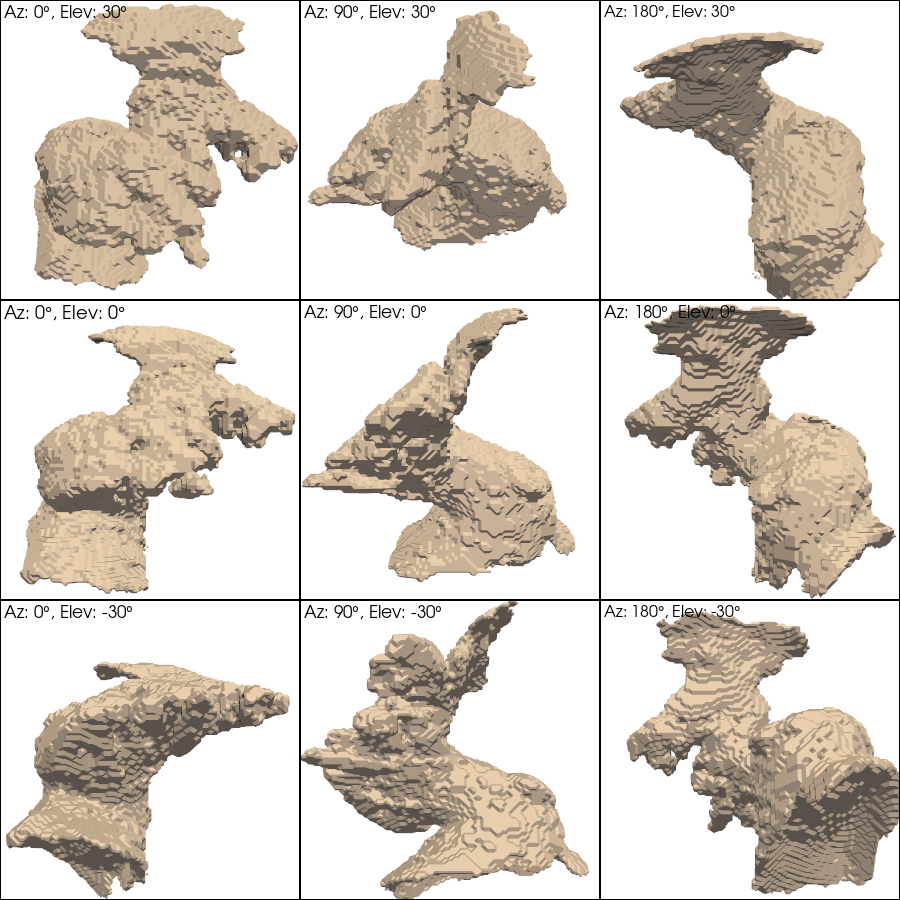 Az: 0°, Elev: 30°
Az: 90°, Elev: 30°
Az: 180°, Elev: 30°
Az: 0°, Elev: 0°
Az: 90°, Elev: 0°
Az: 180°, Elev: 0°
Az: 0°, Elev: -30°
Az: 90°, Elev: -30°
Az: 180°, Elev: -30°